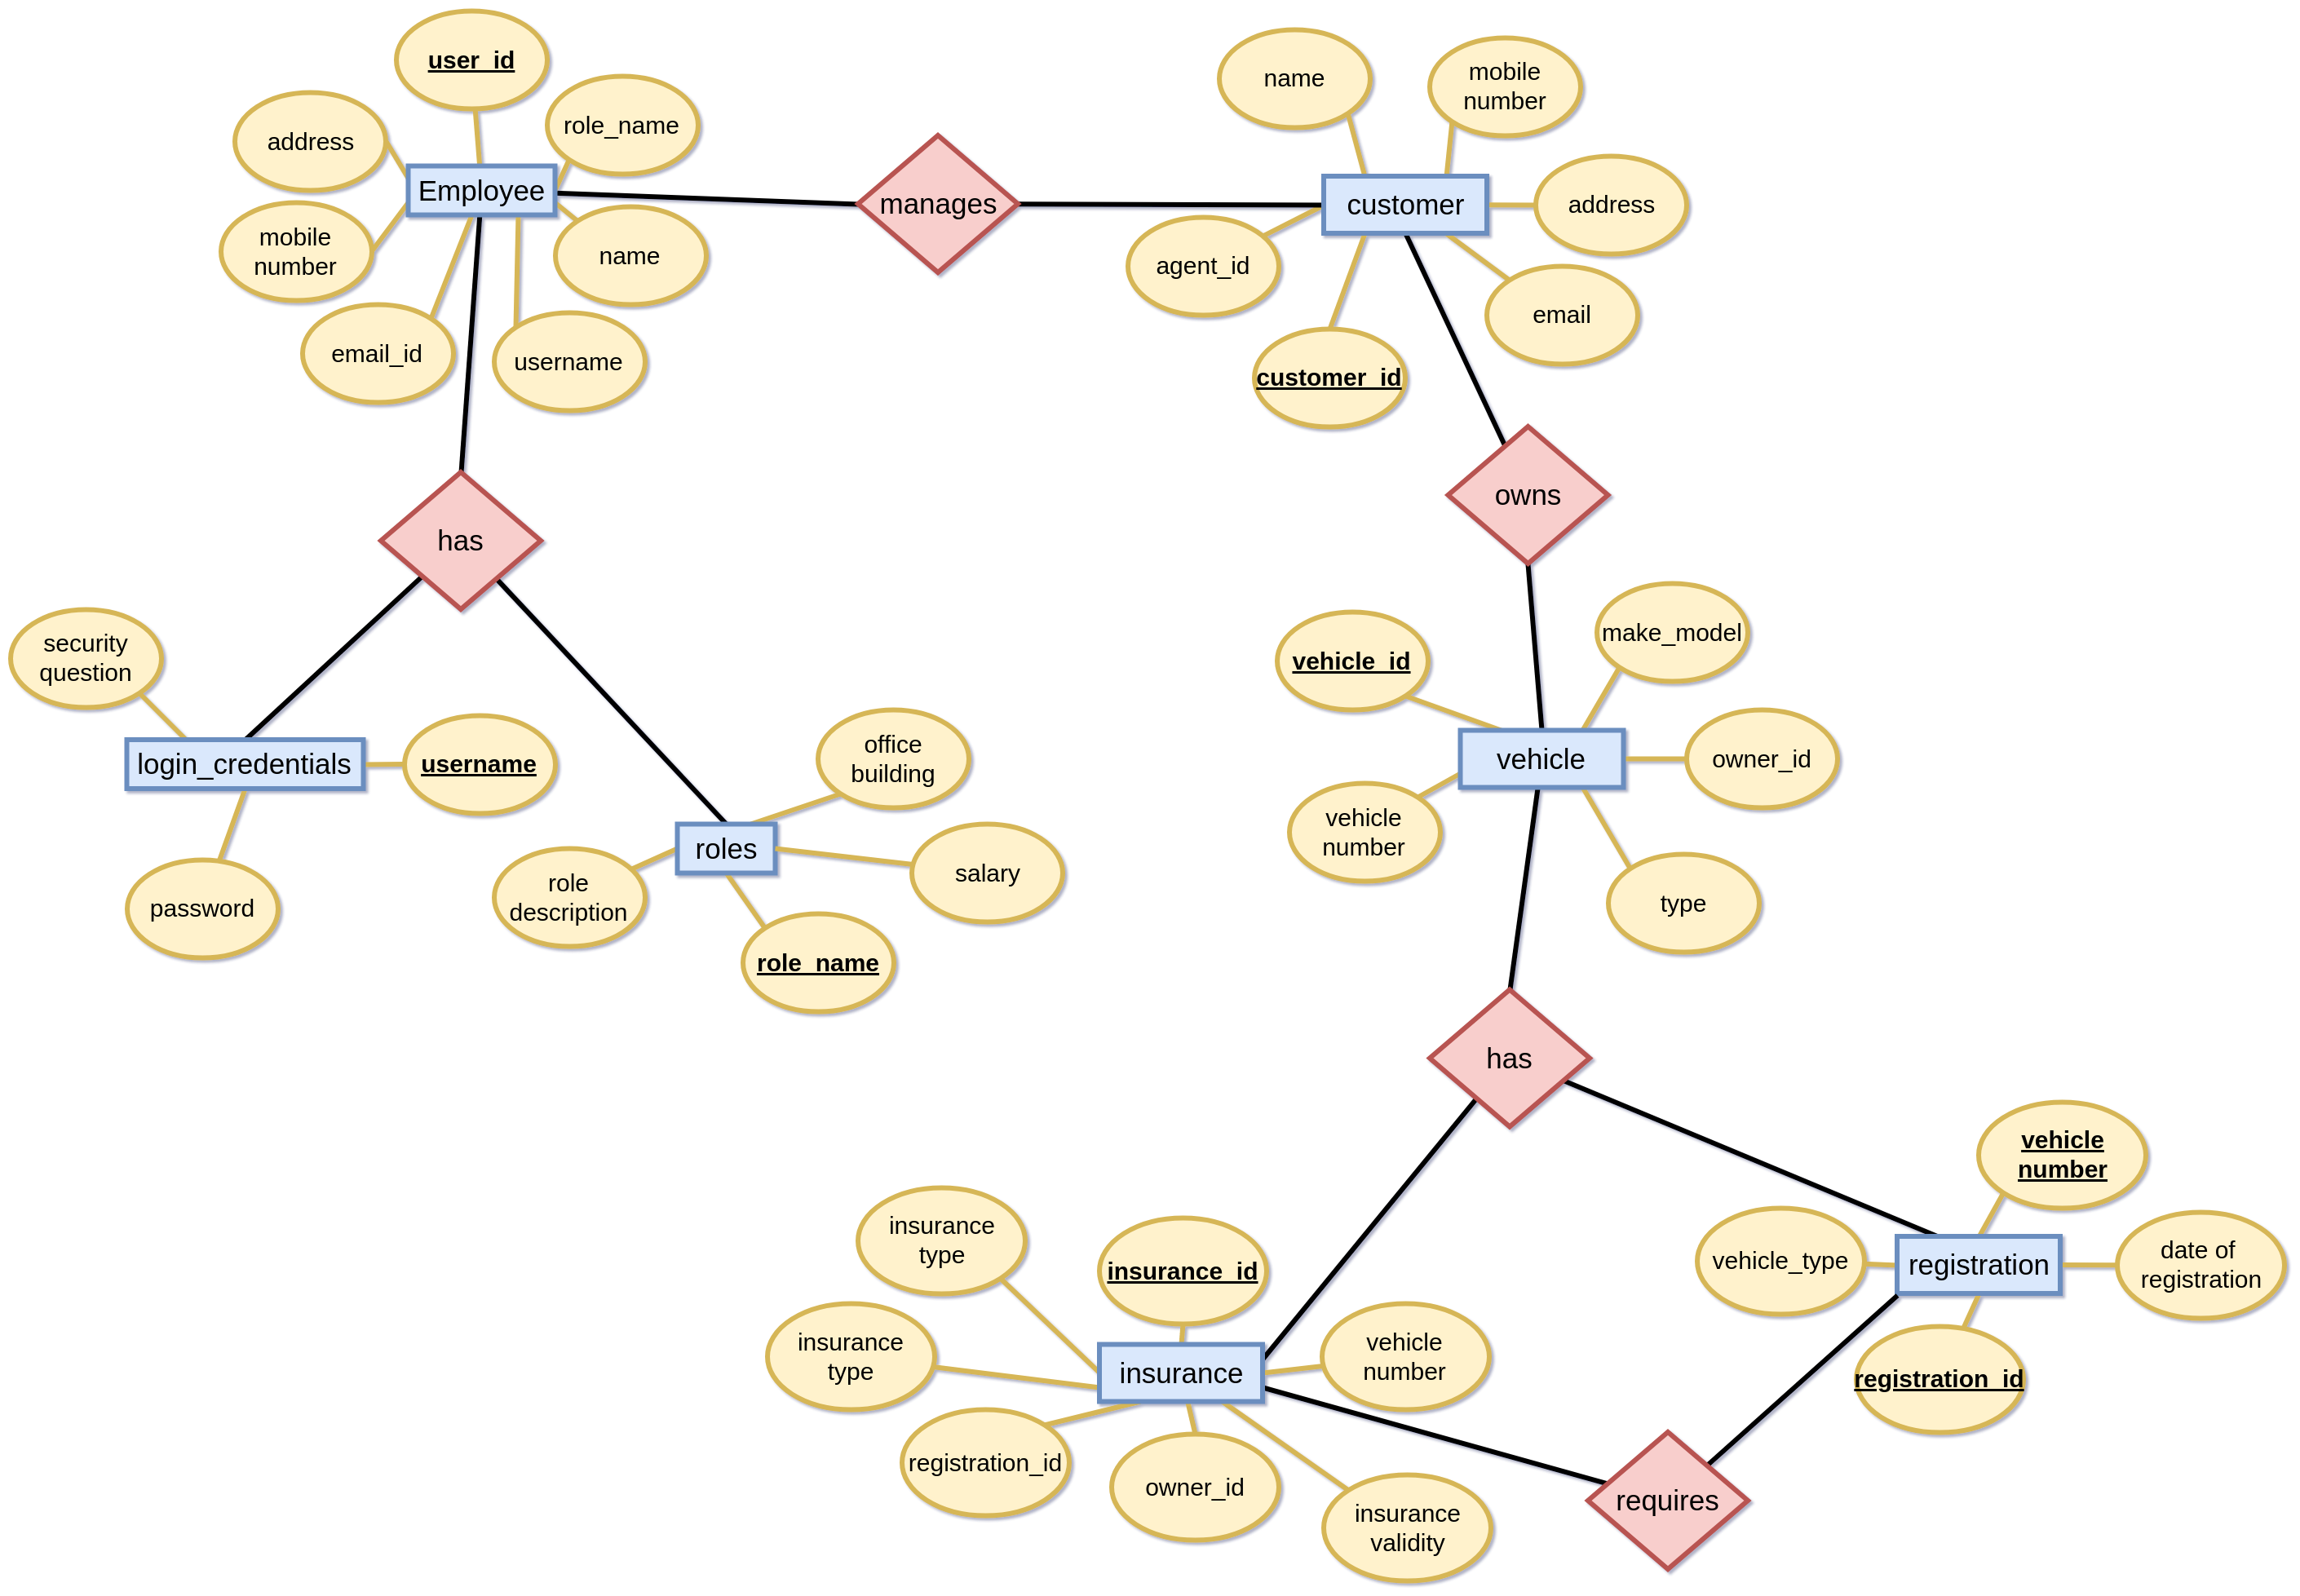 user_id
name
mobile
number
role_name
address
Employee
manages
customer
address
mobile
number
name
agent_id
email
email_id
username
customer_id
owns
has
make_model
security
question
vehicle_id
office
building
owner_id
login_credentials
username
vehicle
vehicle
number
roles
salary
role
description
type
password
role_name
has
vehicle
number
insurance
type
insurance_id
vehicle_type
registration
date of
registration
insurance
type
insurance
vehicle
number
registration_id
registration_id
owner_id
requires
insurance
validity